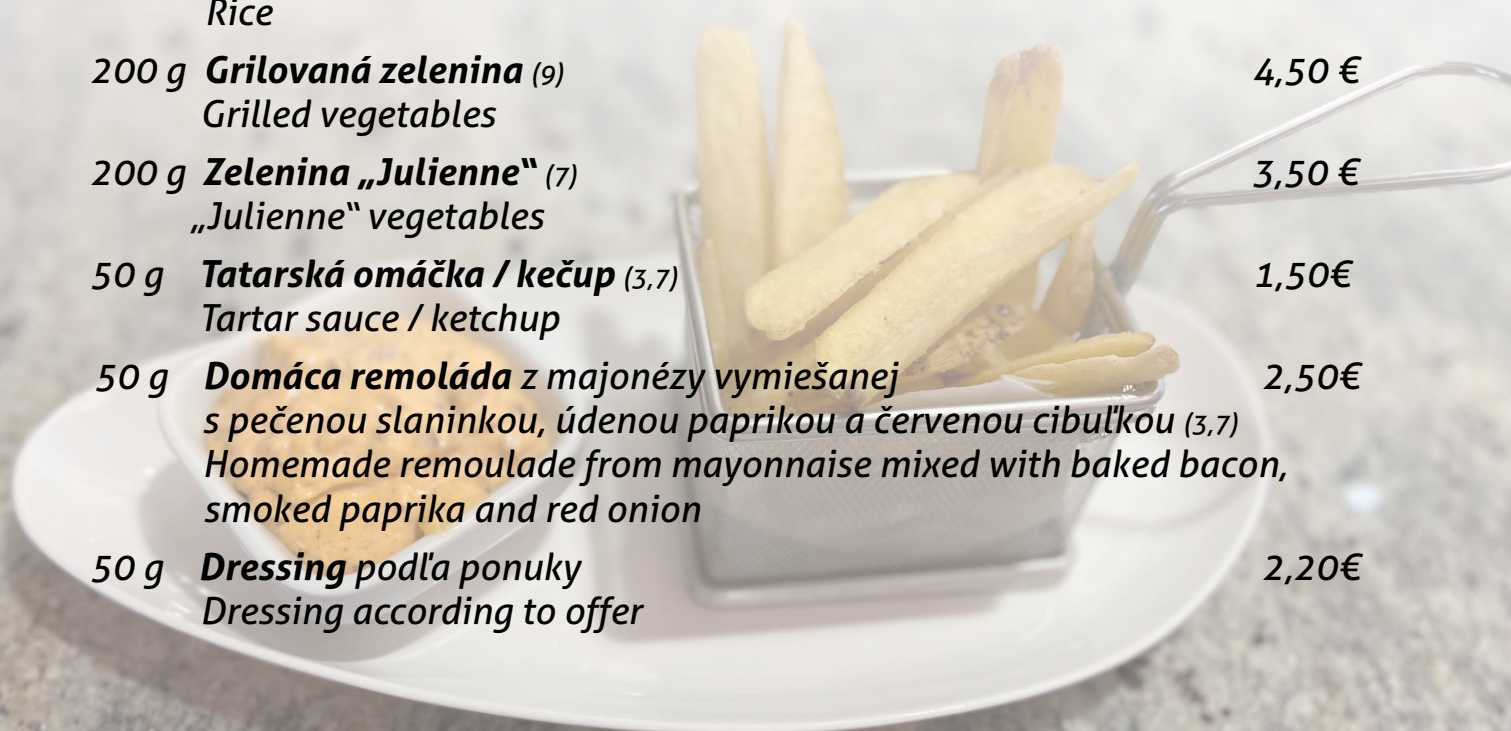 Rice
200 g Grilovaná zelenina (9) 4,50 €
Grilled vegetables
200 g Zelenina „Julienne“ (7) 3,50 €
„Julienne“ vegetables
50 g Tatarská omáčka / kečup (3,7) 1,50€
Tartar sauce / ketchup
50 g Domáca remoláda z majonézy vymiešanej 2,50€
s pečenou slaninkou, údenou paprikou a červenou cibuľkou (3,7)
Homemade remoulade from mayonnaise mixed with baked bacon,
smoked paprika and red onion
50 g Dressing podľa ponuky 2,20€
Dressing according to offer